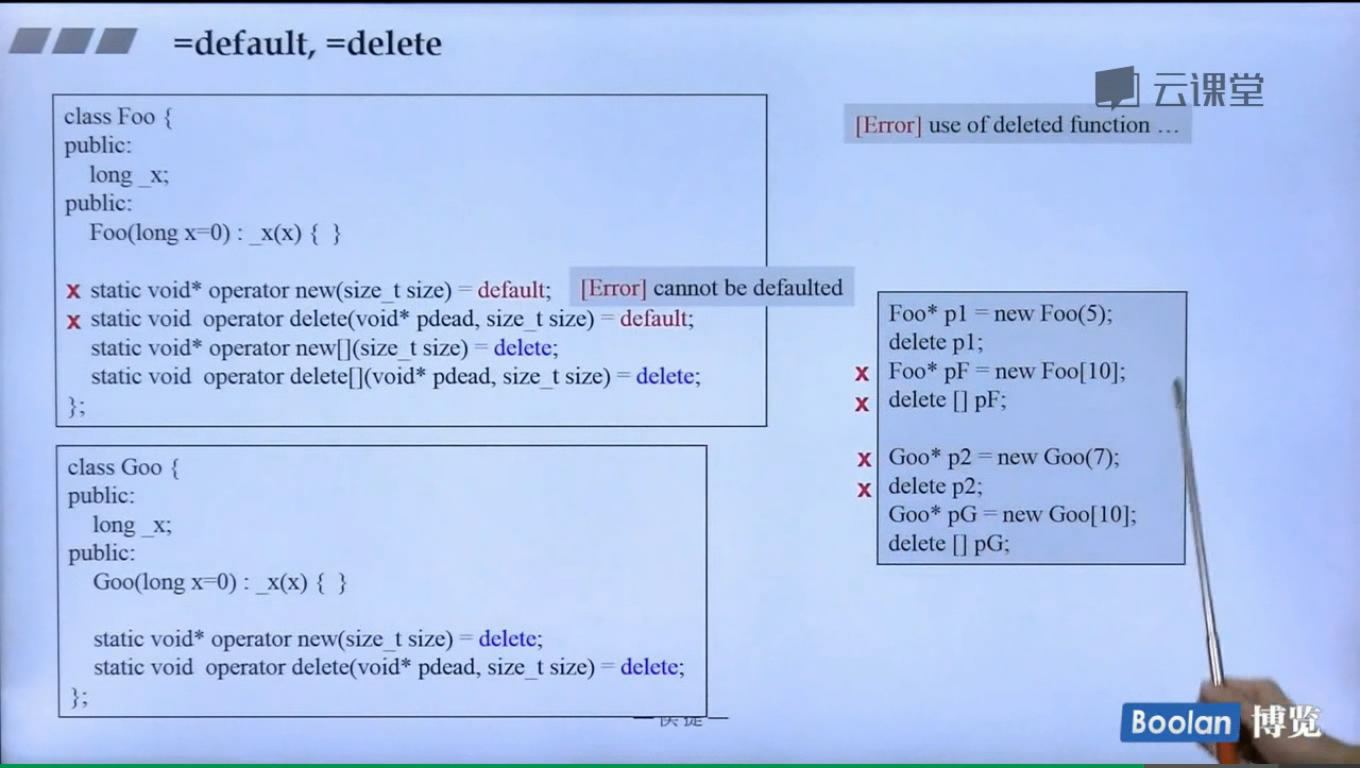 =default, =delete
云课堂
[Error] use of deleted function …
class Foo {
public:
long _x;
public:
Foo(long x=0) : _x(x) { }
x static void* operator new(size_t size) = default; [Error] cannot be defaulted
x static void operator delete(void* pdead, size_t size) = default;
static void* operator new[](size_t size) = delete;
static void operator delete[](void* pdead, size_t size) = delete;
};
Foo* p1 = new Foo(5);
delete p1;
x Foo* pF = new Foo[10];
x delete [] pF;
x Goo* p2 = new Goo(7);
x delete p2;
Goo* pG = new Goo[10];
delete [] pG;
class Goo {
public:
long _x;
public:
Goo(long x=0) : _x(x) { }
static void* operator new(size_t size) = delete;
static void operator delete(void* pdead, size_t size) = delete;
};
Boolan 博览